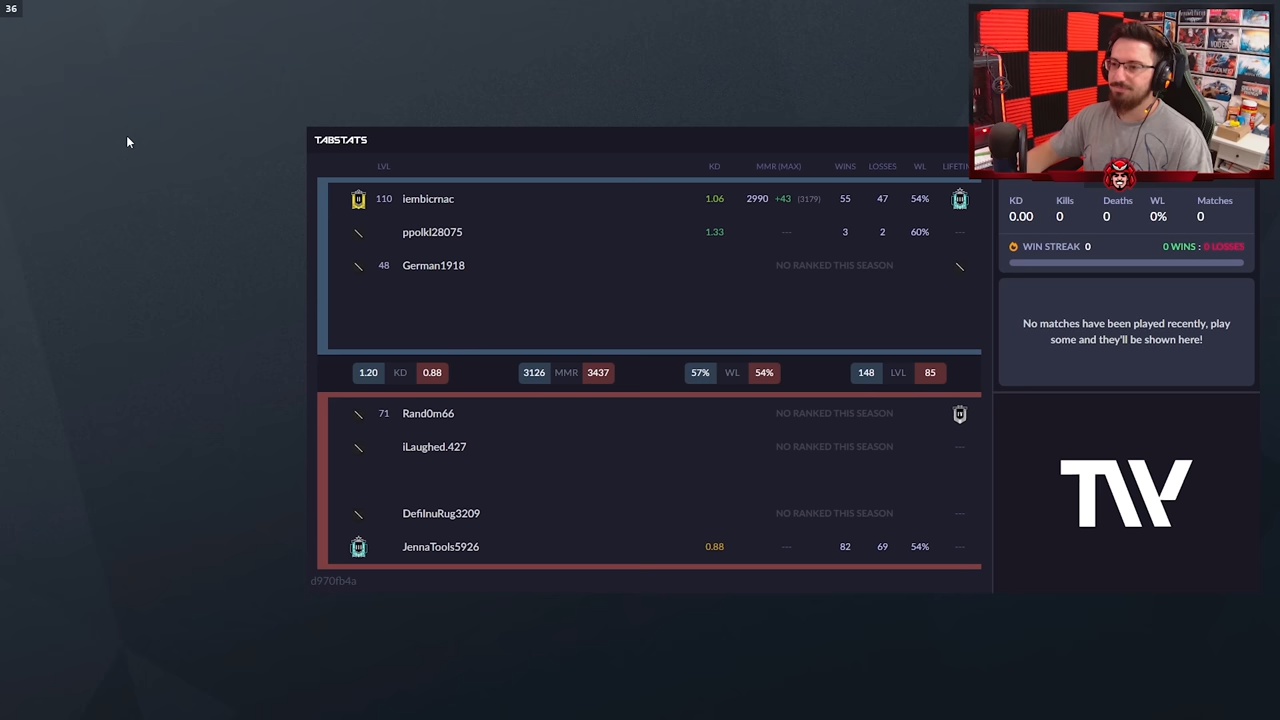 36
TABSTATS
LVL KD MMR (MAX) WINS LOSSES WL LIFETI
110 iembicrnac 1.06 2990 +43 (3179) 55 47 54%
ppolkl28075 1.33 --- 3 2 60% ---
48 German1918 NO RANKED THIS SEASON
1.20 KD 0.88 3126 MMR 3437 57% WL 54% 148 LVL 85
71 Rand0m66 NO RANKED THIS SEASON
iLaughed.427 NO RANKED THIS SEASON ---
DefiInuRug3209 NO RANKED THIS SEASON ---
JennaTools5926 0.88 --- 82 69 54% ---
d970fb4a
KD Kills Deaths WL Matches
0.00 0 0 0% 0
WIN STREAK 0 0 WINS : 0 LOSSES
No matches have been played recently, play
some and they'll be shown here!